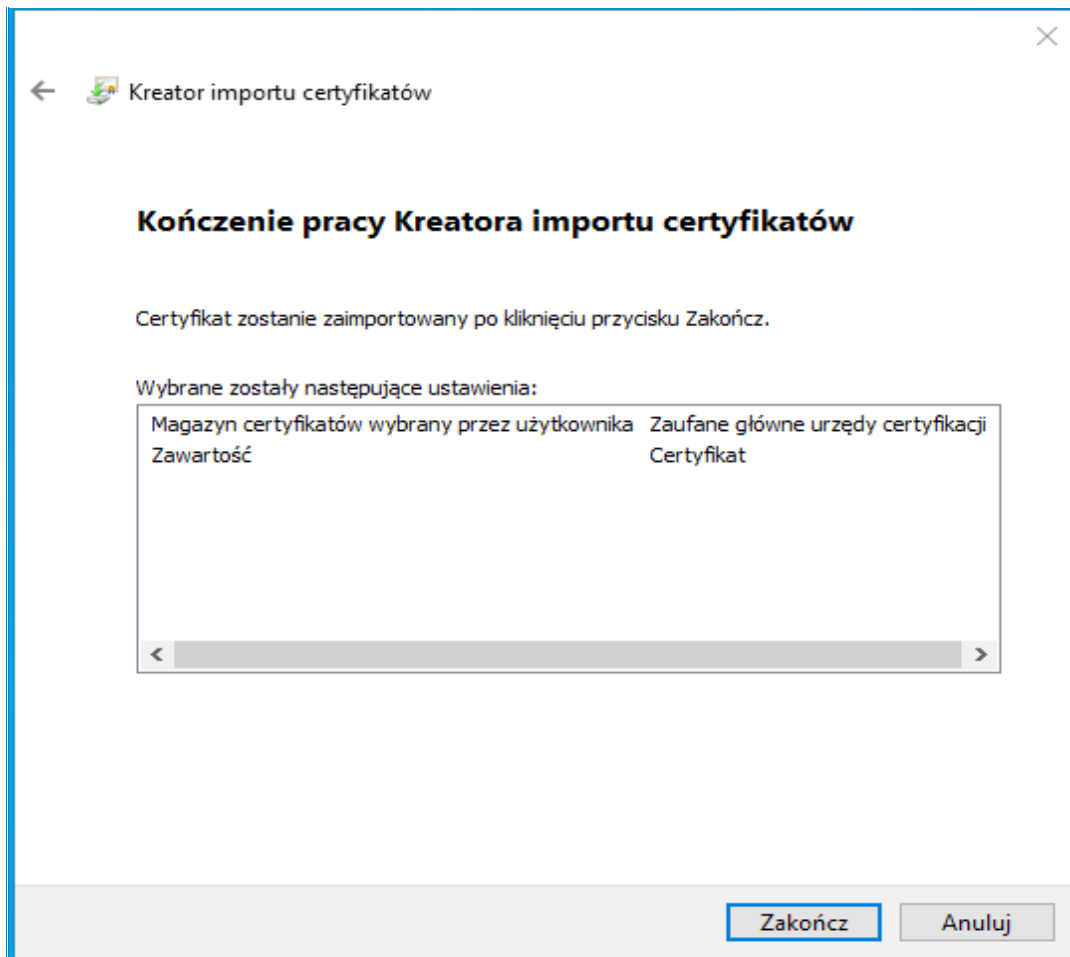 Kreator importu certyfikatów
Kończenie pracy Kreatora importu certyfikatów
Certyfikat zostanie zaimportowany po kliknięciu przycisku Zakończ.
Wybrane zostały następujące ustawienia:
Magazyn certyfikatów wybrany przez użytkownika Zaufane główne urzędy certyfikacji
Zawartość Certyfikat
Zakończ Anuluj